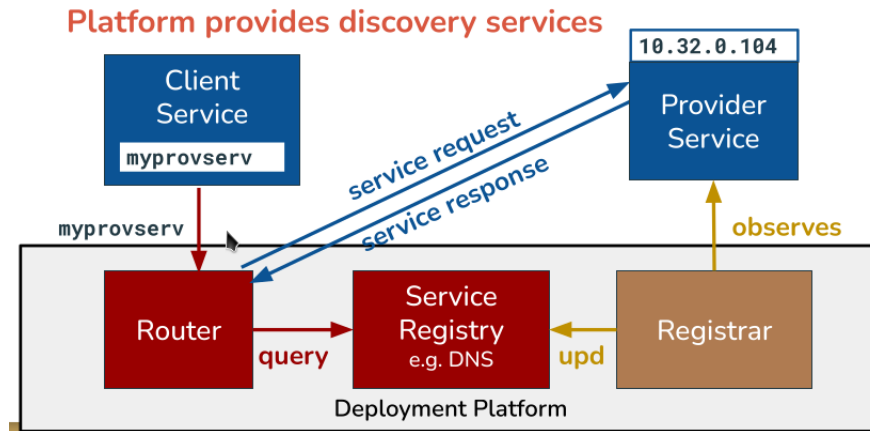 Platform provides discovery services
10.32.0.104
Client
Service
myprovserv
Provider
Service
service request
service response
myprovserv
observes
Router
query
Service
Registry
e.g. DNS
upd
Registrar
Deployment Platform